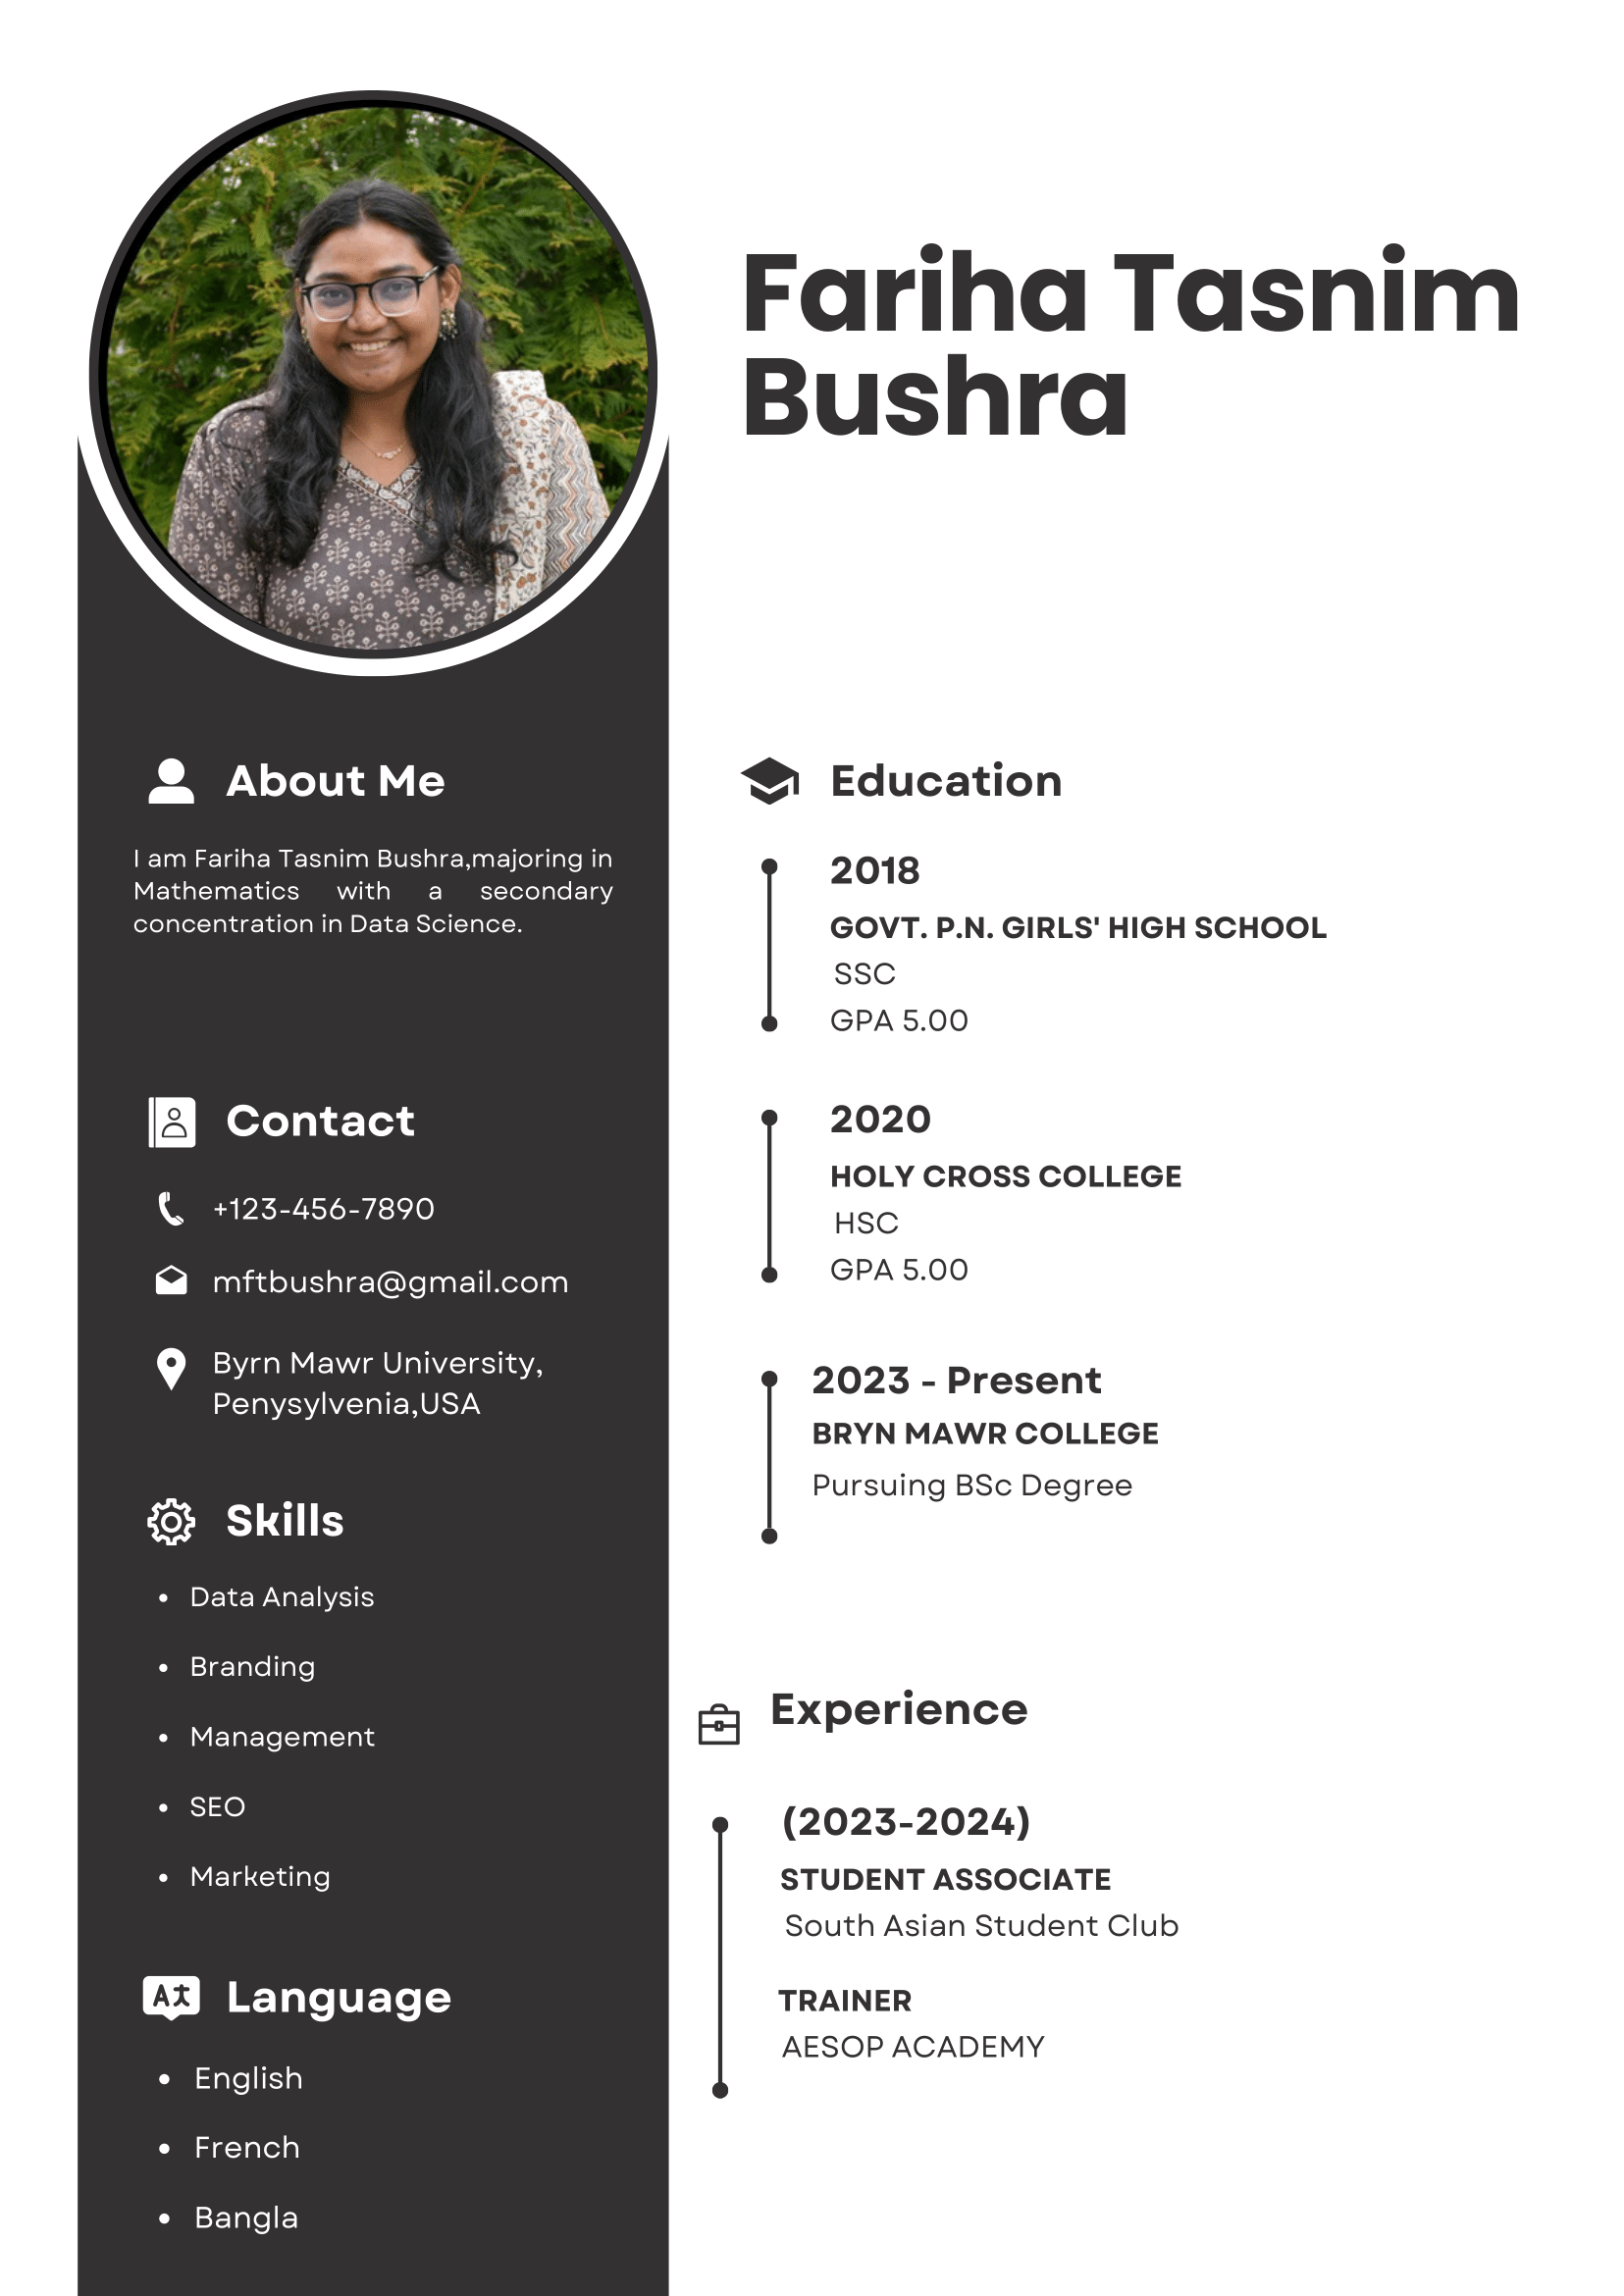 Fariha Tasnim
Bushra
About Me
I am Fariha Tasnim Bushra,majoring in
Mathematics with a secondary
concentration in Data Science.
Contact
+123-456-7890
mftbushra@gmail.com
Byrn Mawr University,
Penysylvenia,USA
Skills
Data Analysis
Branding
Management
SEO
Marketing
Language
English
French
Bangla
Education
2018
GOVT. P.N. GIRLS' HIGH SCHOOL
SSC
GPA 5.00
2020
HOLY CROSS COLLEGE
HSC
GPA 5.00
2023 - Present
BRYN MAWR COLLEGE
Pursuing BSc Degree
Experience
(2023-2024)
STUDENT ASSOCIATE
South Asian Student Club
TRAINER
AESOP ACADEMY